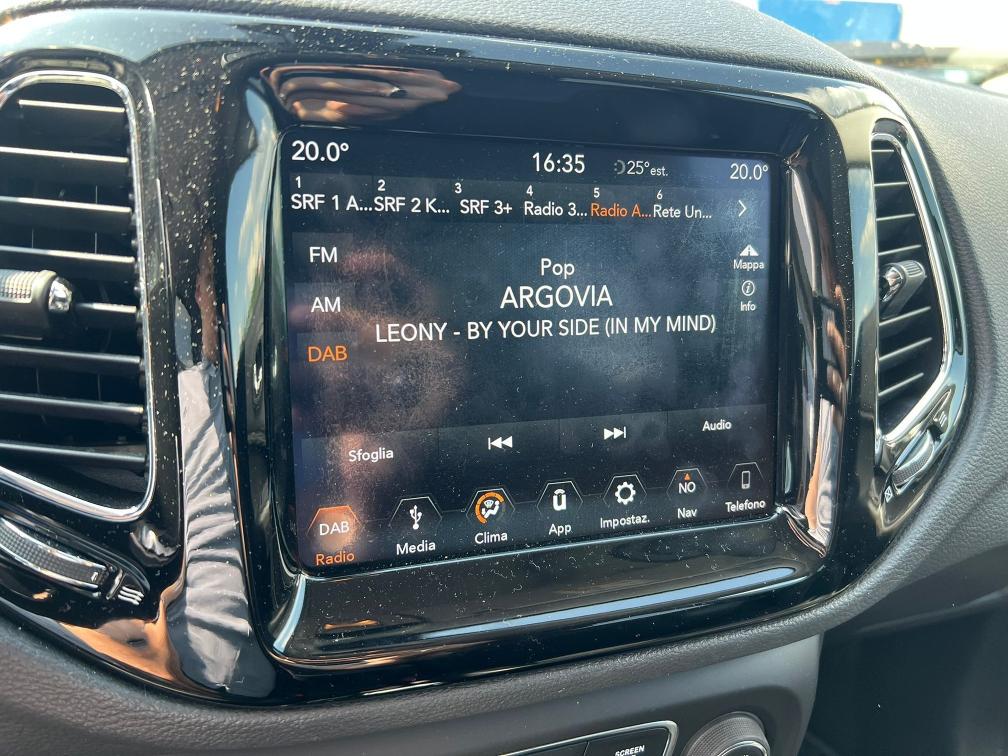 20.0° 16:35 25°est. 20.0°
1 2 3 4 5 6
SRF 1 A... SRF 2 K... SRF 3+ Radio 3... Radio A... Rete Un...
FM
AM
DAB
Pop
ARGOVIA
LEONY - BY YOUR SIDE (IN MY MIND)
Mappa
Info
Sfoglia
Audio
DAB
Radio
Media
Clima
App
Impostaz.
NO
Nav
Telefono
SCREEN